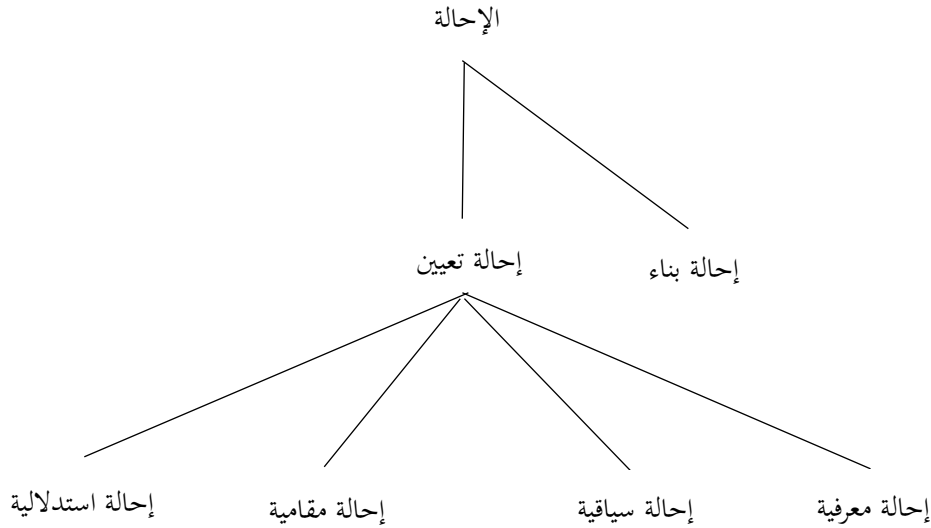 الإحالة
إحالة بناء
إحالة تعيين
إحالة معرفية
إحالة سياقية
إحالة مقامية
إحالة استدلالية